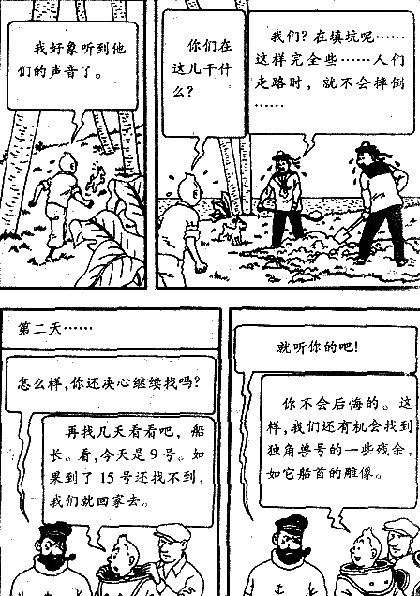 我好象听到他
们的声音了。
你们在
这儿干什
么?
我们?在填坑呢……
这样完全些……人们
走路时,就不会摔倒
……
第二天……
怎么样,你还决心继续找吗?
再找几天看看吧,船
长。看,今天是9号。如
果到了15号还找不到,
我们就回家去。
就听你的吧!
你不会后悔的。这
样,我们还有机会找到
独角兽号的一些残余,
如它船首的雕像。